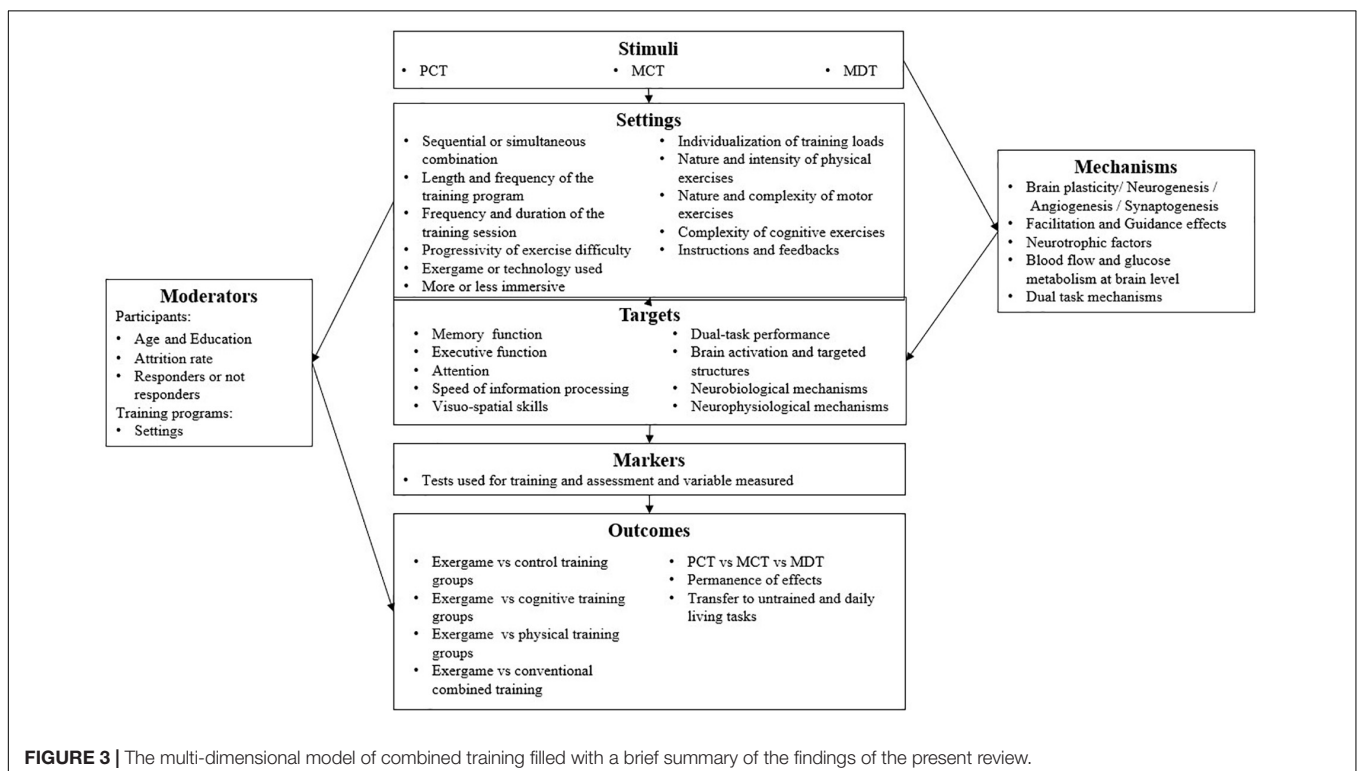 Stimuli
• PCT • MCT • MDT
Settings
• Sequential or simultaneous
combination
• Length and frequency of the
training program
• Frequency and duration of the
training session
• Progressivity of exercise difficulty
• Exergame or technology used
• More or less immersive
• Individualization of training loads
• Nature and intensity of physical
exercises
• Nature and complexity of motor
exercises
• Complexity of cognitive exercises
• Instructions and feedbacks
Mechanisms
• Brain plasticity/ Neurogenesis /
Angiogenesis / Synaptogenesis
• Facilitation and Guidance effects
• Neurotrophic factors
• Blood flow and glucose
metabolism at brain level
• Dual task mechanisms
Moderators
Participants:
• Age and Education
• Attrition rate
• Responders or not
responders
Training programs:
• Settings
Targets
• Memory function
• Executive function
• Attention
• Speed of information processing
• Visuo-spatial skills
• Dual-task performance
• Brain activation and targeted
structures
• Neurobiological mechanisms
• Neurophysiological mechanisms
Markers
• Tests used for training and assessment and variable measured
Outcomes
• Exergame vs control training
groups
• Exergame vs cognitive training
groups
• Exergame vs physical training
groups
• Exergame vs conventional
combined training
• PCT vs MCT vs MDT
• Permanence of effects
• Transfer to untrained and daily
living tasks
FIGURE 3 | The multi-dimensional model of combined training filled with a brief summary of the findings of the present review.